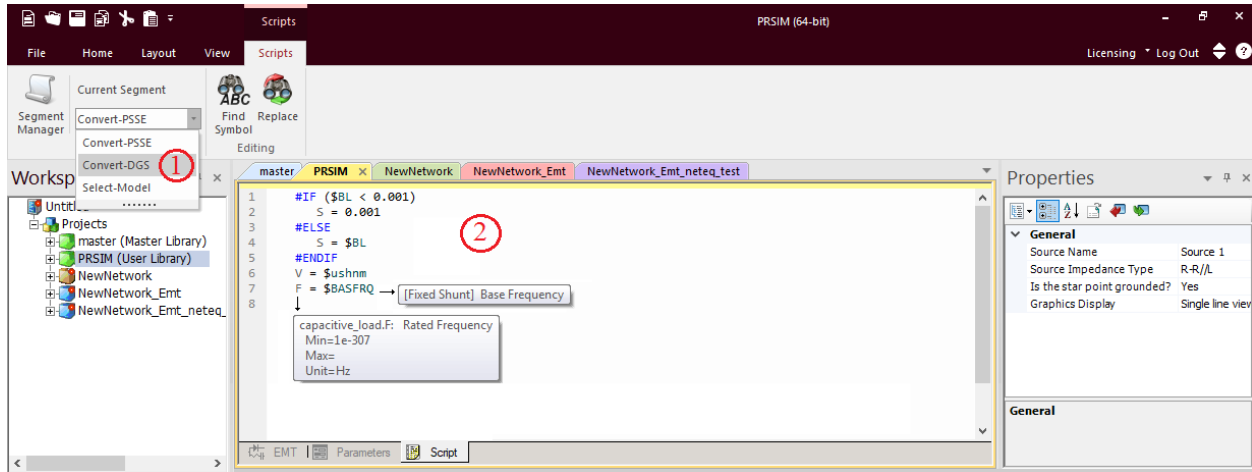 Scripts
PRSIM (64-bit)
File Home Layout View Scripts
Licensing Log Out
Segment Manager
Current Segment
Convert-PSSE
Convert-PSSE
Convert-DGS
Select-Model
1
ABC
Find Symbol
Replace
Editing
Worksp
Projects
master (Master Library)
PRSIM (User Library)
NewNetwork
NewNetwork_Emt
NewNetwork_Emt_neteq_
master PRSIM NewNetwork NewNetwork_Emt NewNetwork_Emt_neteq_test
1 #IF ($BL < 0.001)
2 S = 0.001
3 #ELSE
4 S = $BL
5 #ENDIF
6 V = $ushnm
7 F = $BASFRQ
8
2
[Fixed Shunt] Base Frequency
capacitive_load.F: Rated Frequency
Min=1e-307
Max=
Unit=Hz
EMT Parameters Script
Properties
General
Source Name Source 1
Source Impedance Type R-R//L
Is the star point grounded? Yes
Graphics Display Single line view
General